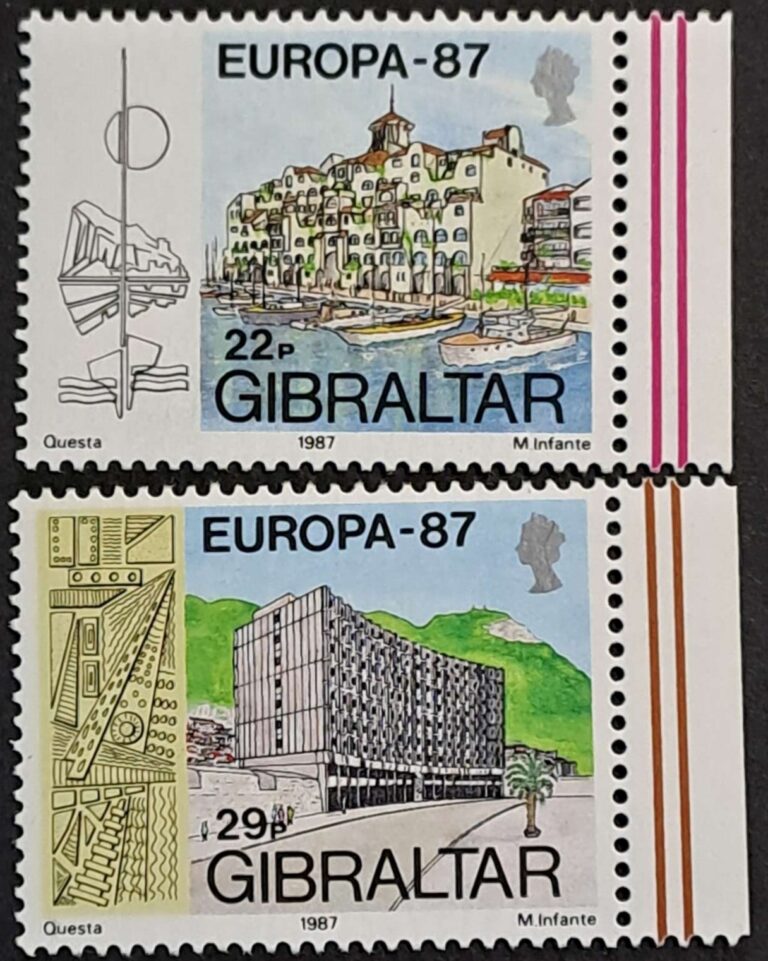 EUROPA-87
22P
GIBRALTAR
Questa 1987 M.Infante
EUROPA-87
29P
GIBRALTAR
Questa 1987 M.Infante